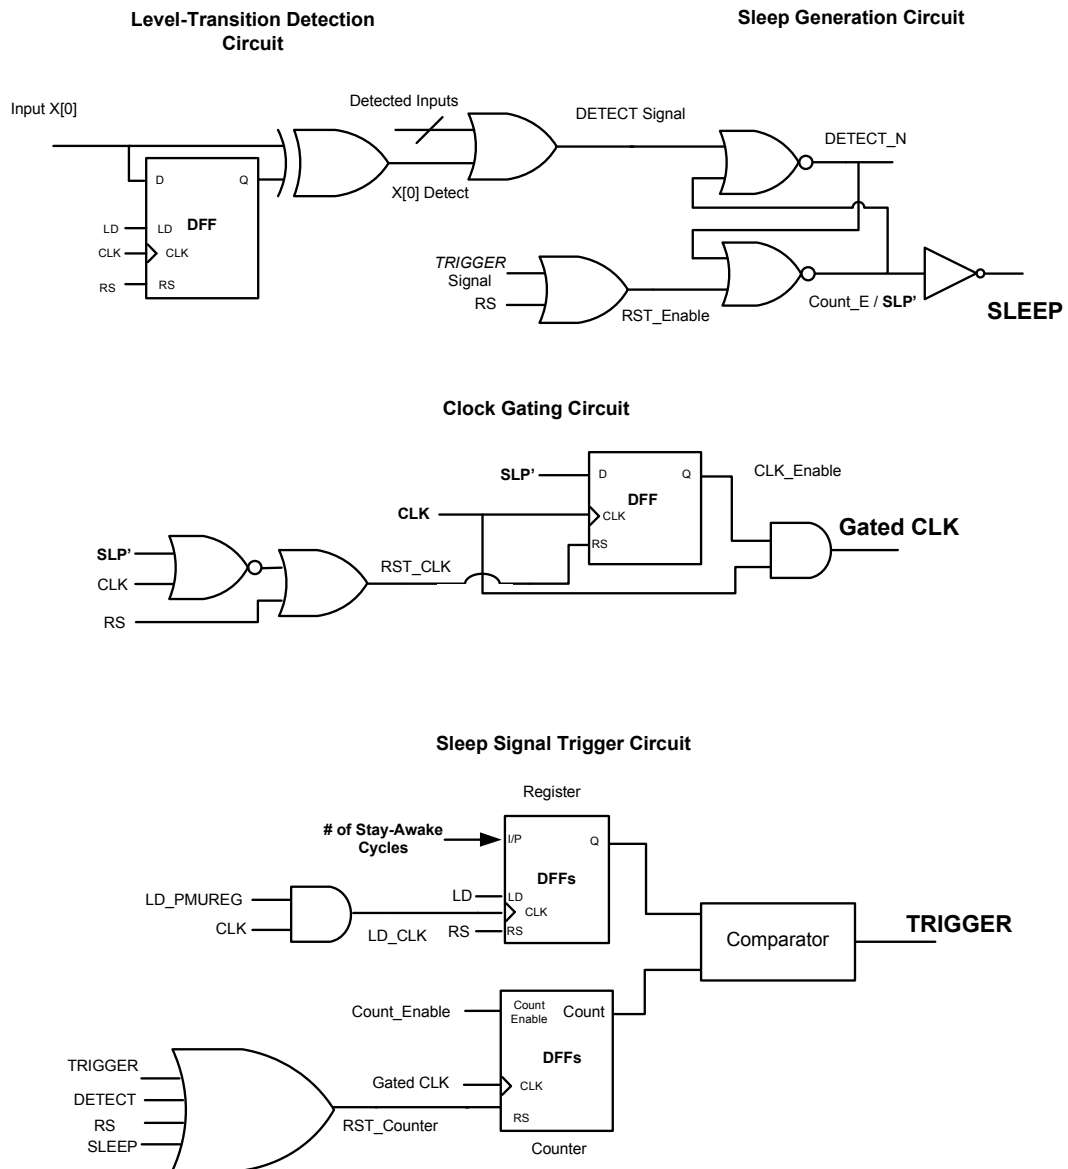 Level-Transition Detection
Circuit
Sleep Generation Circuit
Input X[0]
Detected Inputs
DETECT Signal
DETECT_N
X[0] Detect
D
Q
DFF
LD
LD
CLK
CLK
RS
RS
TRIGGER
Signal
RS
RST_Enable
Count_E / SLP'
SLEEP
Clock Gating Circuit
SLP'
D
Q
DFF
CLK_Enable
CLK
CLK
Gated CLK
RS
SLP'
CLK
RS
RST_CLK
Sleep Signal Trigger Circuit
Register
# of Stay-Awake
Cycles
I/P
Q
DFFs
LD_PMUREG
CLK
LD_CLK
LD
LD
CLK
RS
RS
Comparator
TRIGGER
Count_Enable
Count
Enable
Count
DFFs
TRIGGER
DETECT
RS
SLEEP
Gated CLK
CLK
RST_Counter
RS
Counter